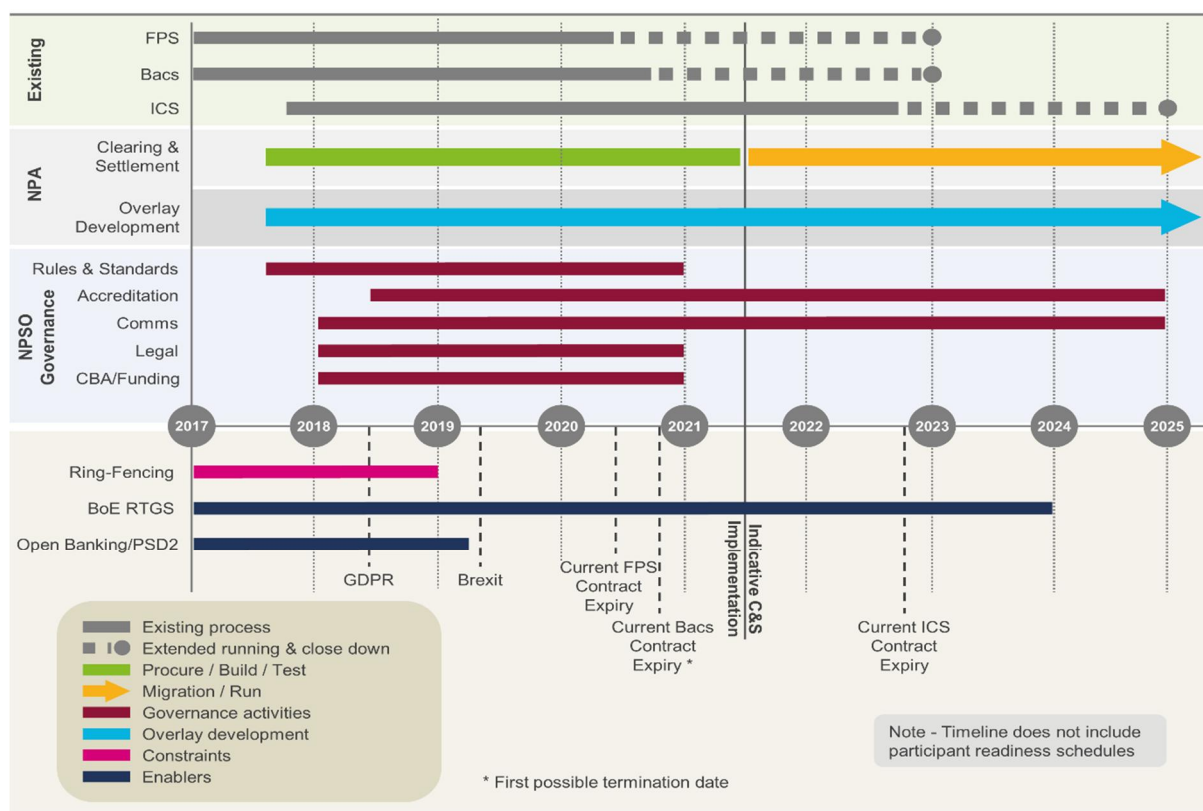 Existing
FPS
Bacs
ICS
NPA
Clearing &
Settlement
Overlay
Development
NPSO
Governance
Rules & Standards
Accreditation
Comms
Legal
CBA/Funding
2017 2018 2019 2020 2021 2022 2023 2024 2025
Ring-Fencing
BoE RTGS
Open Banking/PSD2
GDPR
Brexit
Current FPS
Contract
Expiry
Current Bacs
Contract
Expiry *
Indicative C&S
Implementation
Current ICS
Contract
Expiry
Existing process
Extended running & close down
Procure / Build / Test
Migration / Run
Governance activities
Overlay development
Constraints
Enablers
* First possible termination date
Note - Timeline does not include
participant readiness schedules